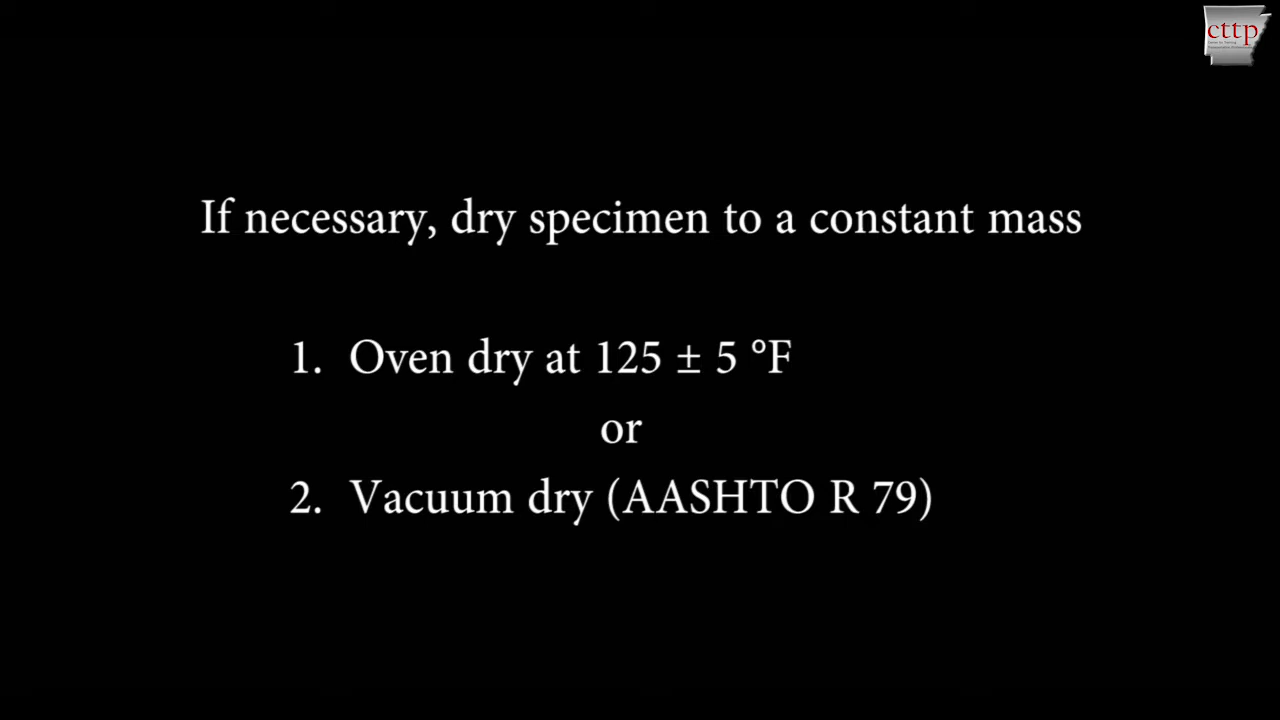 cttp
If necessary, dry specimen to a constant mass
1. Oven dry at 125 ± 5 °F
or
2. Vacuum dry (AASHTO R 79)